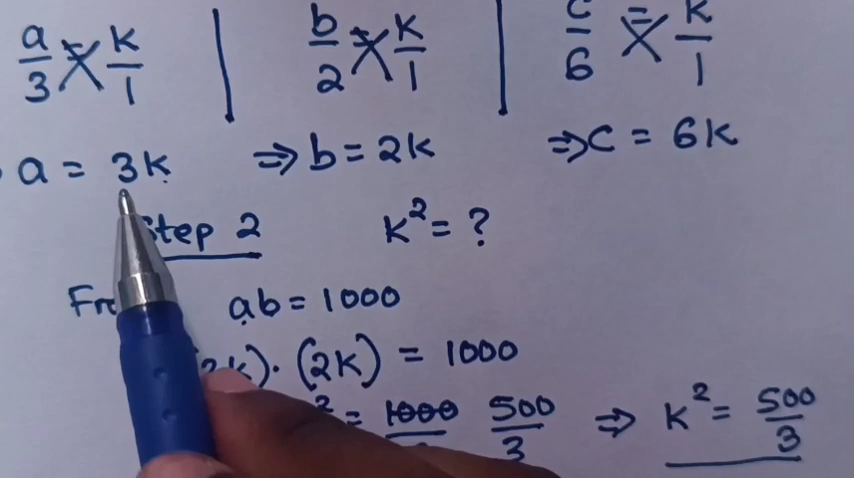 a/3 = k/1 | b/2 = k/1 | c/6 = k/1
a = 3k ⇒ b = 2k ⇒ c = 6k
Step 2 k² = ?
ab = 1000
k) · (2k) = 1000
² = 1000 500/3 ⇒ k² = 500/3